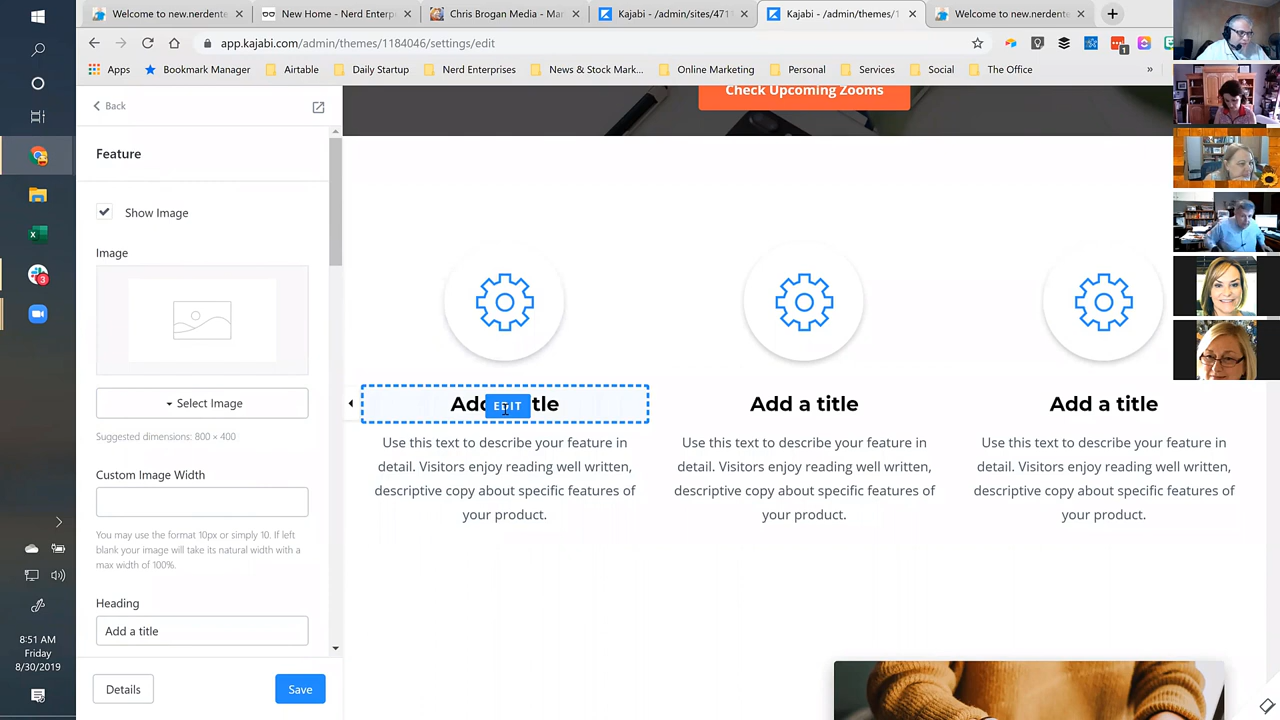 Welcome to new.nerdente
New Home - Nerd Enterp
Chris Brogan Media - Mar
Kajabi - /admin/sites/471
Kajabi - /admin/themes/1
Welcome to new.nerdente
app.kajabi.com/admin/themes/1184046/settings/edit
1
Apps
Bookmark Manager
Airtable
Daily Startup
Nerd Enterprises
News & Stock Mark...
Online Marketing
Personal
Services
Social
The Office
»
Back
Feature
Show Image
Image
Select Image
Suggested dimensions: 800 × 400
Custom Image Width
You may use the format 10px or simply 10. If left
blank your image will take its natural width with a
max width of 100%.
Heading
Add a title
Details
Save
Check Upcoming Zooms
Add tle
EDIT
Use this text to describe your feature in
detail. Visitors enjoy reading well written,
descriptive copy about specific features of
your product.
Add a title
Use this text to describe your feature in
detail. Visitors enjoy reading well written,
descriptive copy about specific features of
your product.
Add a title
Use this text to describe your feature in
detail. Visitors enjoy reading well written,
descriptive copy about specific features of
your product.
3
8:51 AM
Friday
8/30/2019